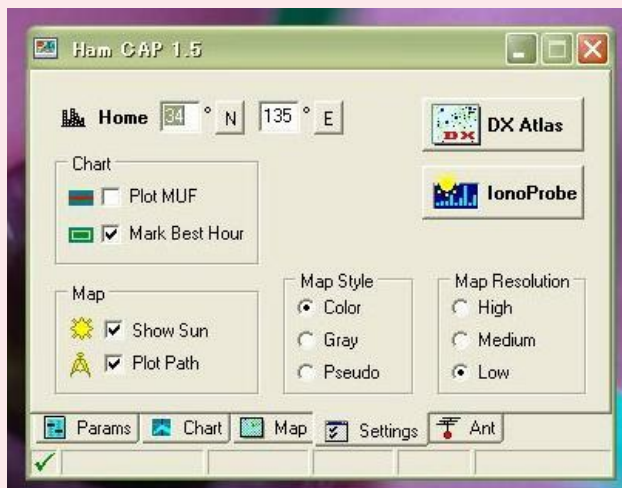 Ham CAP 1.5
Home 34 ° N 135 ° E
DX Atlas
Chart
Plot MUF
Mark Best Hour
IonoProbe
Map
Show Sun
Plot Path
Map Style
Color
Gray
Pseudo
Map Resolution
High
Medium
Low
Params Chart Map Settings Ant